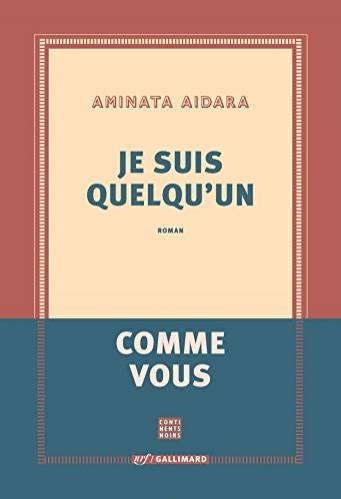 AMINATA AIDARA
JE SUIS
QUELQU'UN
ROMAN
COMME
VOUS
CONTI
NENTS
NOIRS
nrf/GALLIMARD